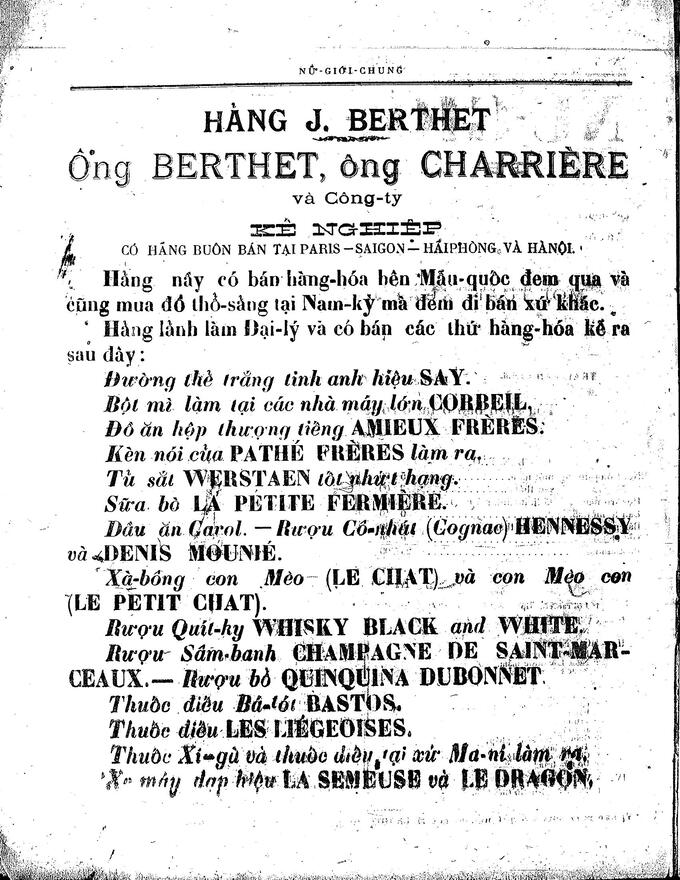 NỮ-GIỚI-CHUNG
HÀNG J. BERTHET
Ông BERTHET, ông CHARRIÈRE
và Công-ty
KẾ NGHIỆP
CÓ HÃNG BUÔN BÁN TẠI PARIS – SAIGON – HẢIPHÒNG VÀ HÀNỘI.
Hãng nầy có bán hàng-hóa bên Mẫu-quốc đem qua và
cũng mua đồ thổ-sảng tại Nam-kỳ mà đem đi bán xứ khác.
Hãng lảnh làm Đại-lý và có bán các thứ hàng-hóa kể ra
sau đây:
Đường thẻ trắng tinh anh hiệu SAY.
Bột mì làm tại các nhà máy lớn CORBEIL.
Đồ ăn hộp thượng tiếng AMIEUX FRÈRES.
Kèn nói của PATHÉ FRÈRES làm ra.
Tủ sắt WERSTAEN tốt nhứt hạng.
Sữa bò LA PETITE FERMIÈRE.
Dầu ăn Carol. — Rượu Cỏ-nhát (Cognac) HENNESSY
và DENIS MOUNIÉ.
Xà-bông con Mèo (LE CHAT) và con Mèo con
(LE PETIT CHAT).
Rượu Quít-ky WHISKY BLACK and WHITE.
Rượu Sâm-banh CHAMPAGNE DE SAINT-MAR-
CEAUX. — Rượu bổ QUINQUINA DUBONNET.
Thuốc điếu Bá-tót BASTOS.
Thuốc điếu LES LIÉGEOISES.
Thuốc Xi-gà và thuốc điếu tại xứ Ma-ni làm ra.
Xe máy đạp hiệu LA SEMEUSE và LE DRAGON.